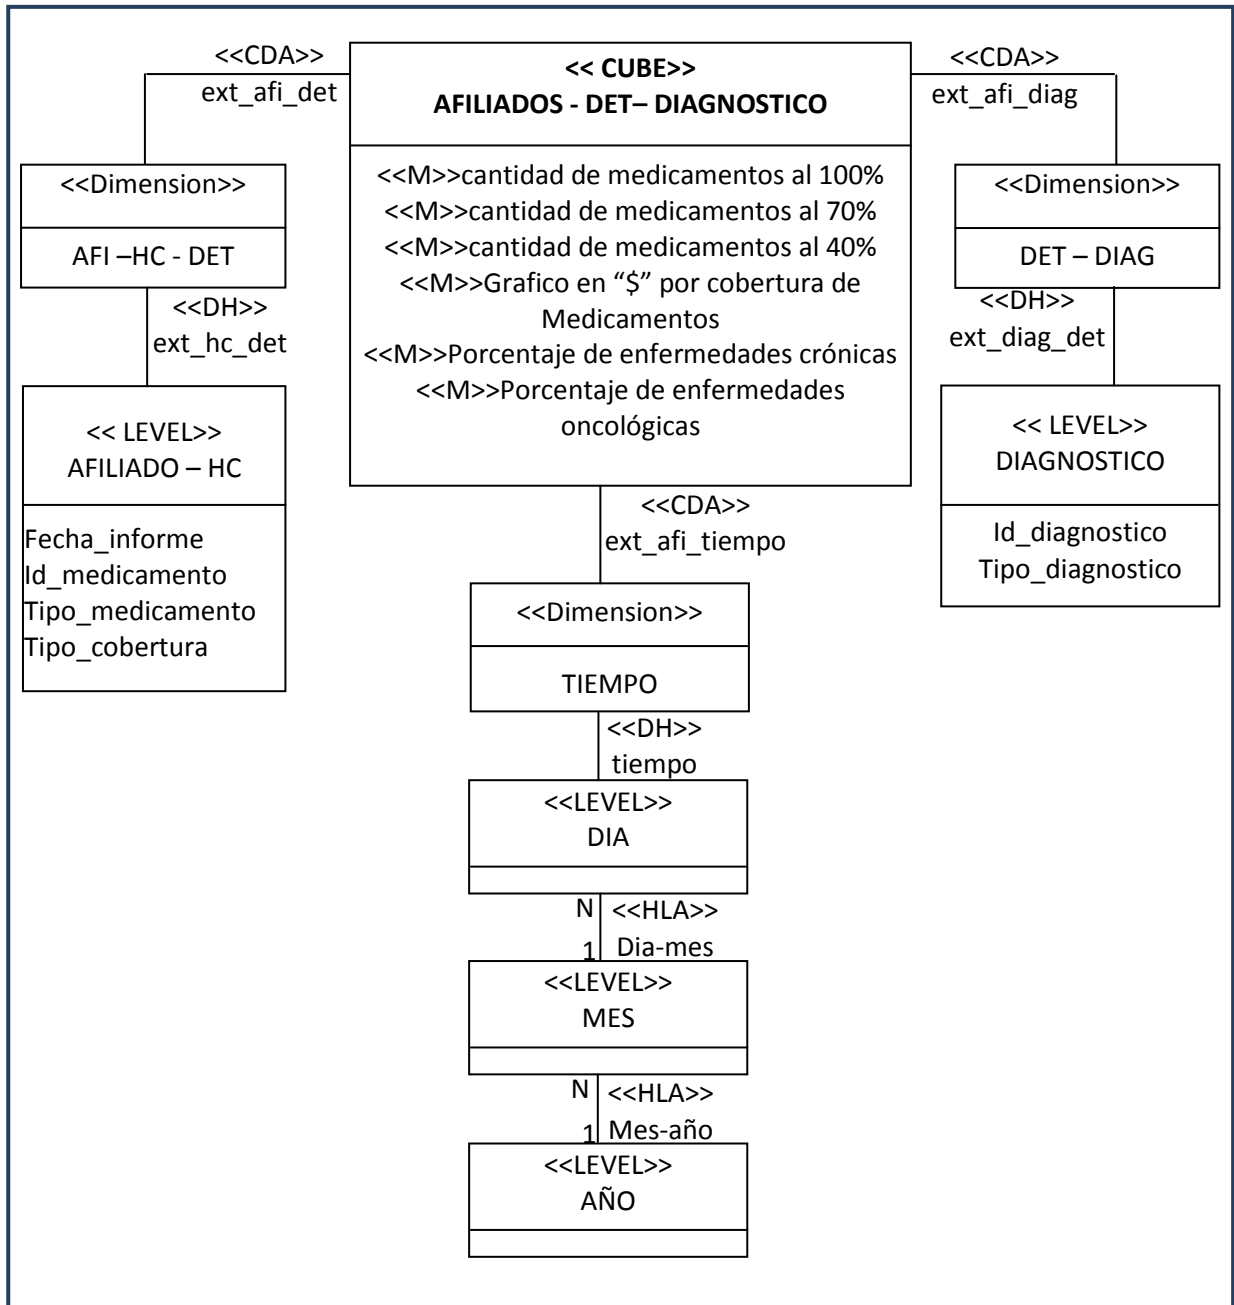 <<CDA>>
ext_afi_det
<< CUBE>>
AFILIADOS - DET– DIAGNOSTICO
<<M>>cantidad de medicamentos al 100%
<<M>>cantidad de medicamentos al 70%
<<M>>cantidad de medicamentos al 40%
<<M>>Grafico en “$” por cobertura de
Medicamentos
<<M>>Porcentaje de enfermedades crónicas
<<M>>Porcentaje de enfermedades
oncológicas
<<CDA>>
ext_afi_diag
<<Dimension>>
AFI –HC - DET
<<DH>>
ext_hc_det
<< LEVEL>>
AFILIADO – HC
Fecha_informe
Id_medicamento
Tipo_medicamento
Tipo_cobertura
<<Dimension>>
DET – DIAG
<<DH>>
ext_diag_det
<< LEVEL>>
DIAGNOSTICO
Id_diagnostico
Tipo_diagnostico
<<CDA>>
ext_afi_tiempo
<<Dimension>>
TIEMPO
<<DH>>
tiempo
<<LEVEL>>
DIA
N <<HLA>>
1 Dia-mes
<<LEVEL>>
MES
N <<HLA>>
1 Mes-año
<<LEVEL>>
AÑO